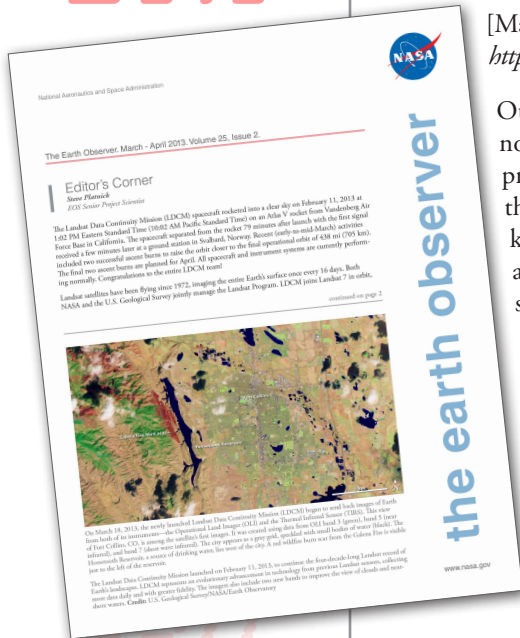 NASA
National Aeronautics and Space Administration
The Earth Observer. March - April 2013. Volume 25, Issue 2.
Editor's Corner
Steve Platnick
EOS Senior Project Scientist
The Landsat Data Continuity Mission (LDCM) spacecraft rocketed into a clear sky on February 11, 2013 at
1:02 PM Eastern Standard Time (10:02 AM Pacific Standard Time) on an Atlas V rocket from Vandenberg Air
Force Base in California. The spacecraft separated from the rocket 79 minutes after launch with the first signal
received a few minutes later at a ground station in Svalbard, Norway. Recent (early-to-mid-March) activities
included two successful ascent burns to raise the orbit closer to the final operational orbit of 438 mi (705 km).
The final two ascent burns are planned for April. All spacecraft and instrument systems are currently perform-
ing normally. Congratulations to the entire LDCM team!
Landsat satellites have been flying since 1972, imaging the entire Earth's surface once every 16 days. Both
NASA and the U.S. Geological Survey jointly manage the Landsat Program. LDCM joins Landsat 7 in orbit,
continued on page 2
the earth observer
Fort Collins
Horsetooth Reservoir
On March 18, 2013, the newly launched Landsat Data Continuity Mission (LDCM) began to send back images of Earth
from both of its instruments—the Operational Land Imager (OLI) and the Thermal Infrared Sensor (TIRS). This view
of Fort Collins, CO, is among the satellite's first images. It was created using data from OLI band 3 (green), band 5 (near
infrared), and band 7 (short wave infrared). The city appears as a gray grid, speckled with small bodies of water (black). The
Horsetooth Reservoir, a source of drinking water, lies west of the city. A red wildfire burn scar from the Galena Fire is visible
just to the left of the reservoir.
The Landsat Data Continuity Mission launched on February 11, 2013, to continue the four-decade-long Landsat record of
Earth's landscapes. LDCM represents an evolutionary advancement in technology from previous Landsat sensors, collecting
more data daily and with greater fidelity. The imagers also include two new bands to improve the view of clouds and near-
shore waters. Credit: U.S. Geological Survey/NASA/Earth Observatory
www.nasa.gov